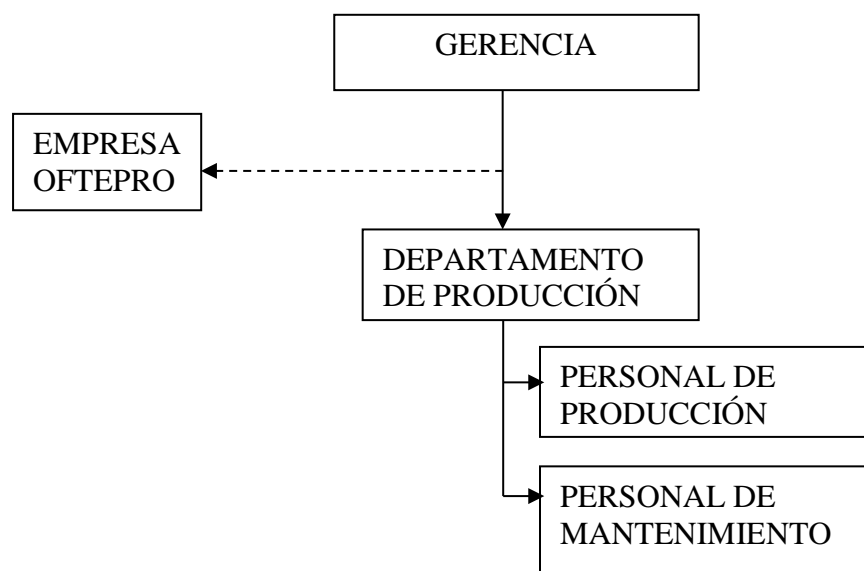 GERENCIA
EMPRESA
OFTEPRO
DEPARTAMENTO
DE PRODUCCIÓN
PERSONAL DE
PRODUCCIÓN
PERSONAL DE
MANTENIMIENTO